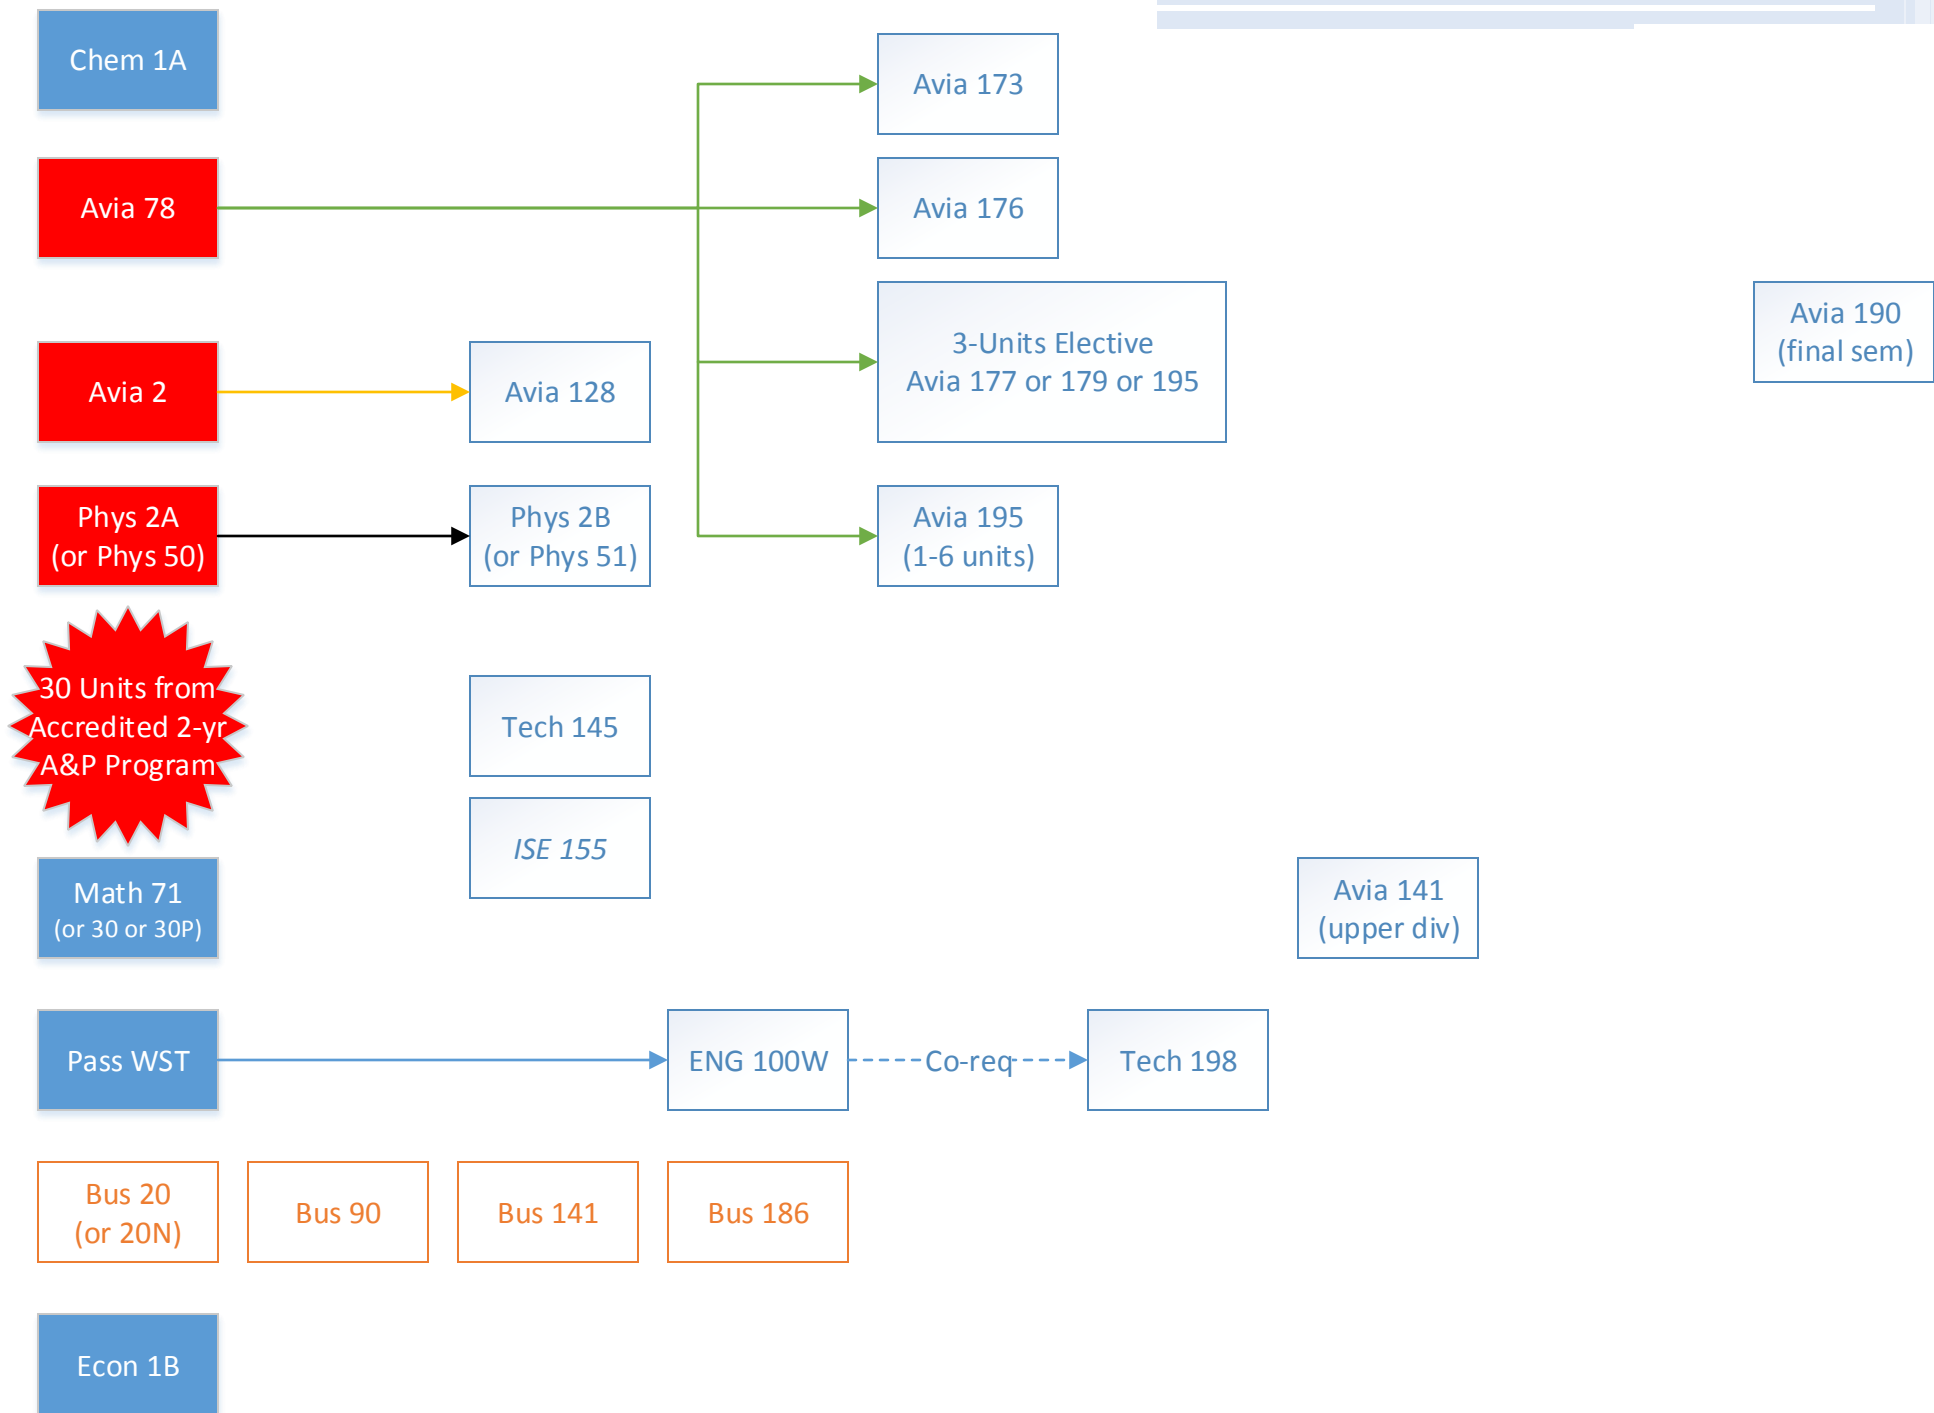 Chem 1A
Avia 173
Avia 78
Avia 176
3-Units Elective
Avia 177 or 179 or 195
Avia 190
(final sem)
Avia 2
Avia 128
Phys 2A
(or Phys 50)
Phys 2B
(or Phys 51)
Avia 195
(1-6 units)
30 Units from
Accredited 2-yr
A&P Program
Tech 145
ISE 155
Math 71
(or 30 or 30P)
Avia 141
(upper div)
Pass WST
ENG 100W
Co-req
Tech 198
Bus 20
(or 20N)
Bus 90
Bus 141
Bus 186
Econ 1B